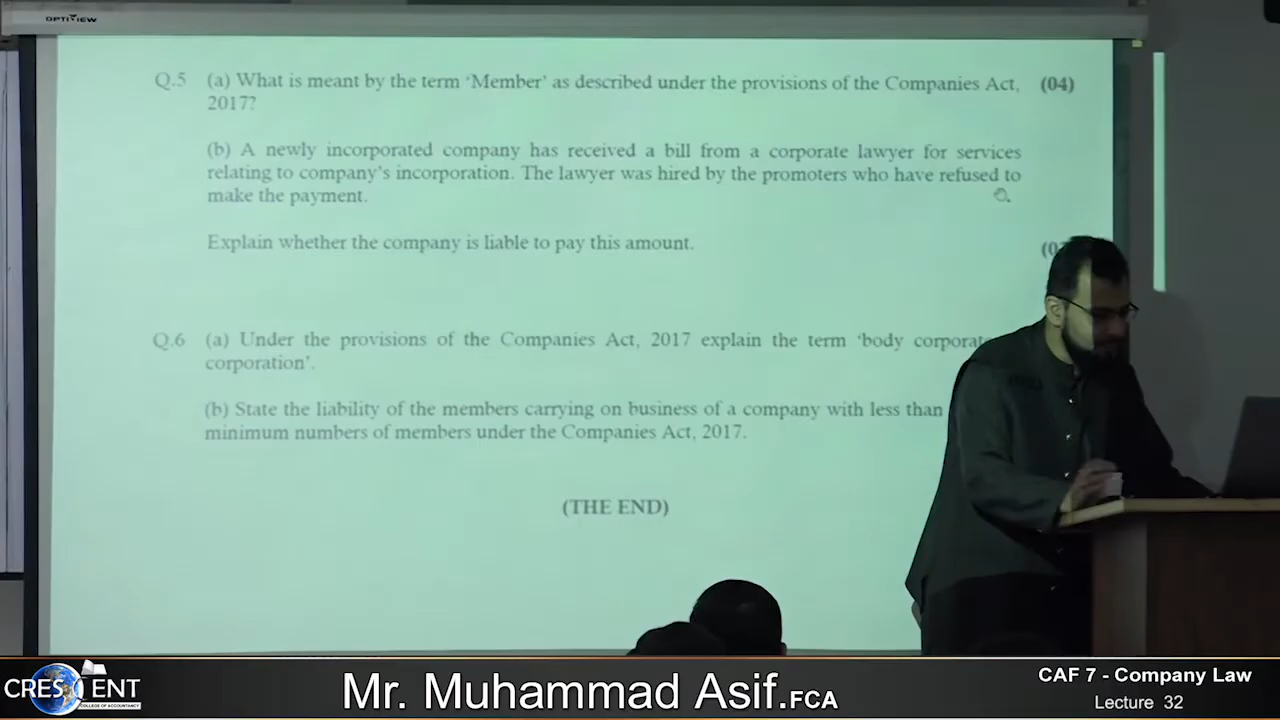 OPTIVIEW
Q.5 (a) What is meant by the term ‘Member’ as described under the provisions of the Companies Act, (04)
2017?
(b) A newly incorporated company has received a bill from a corporate lawyer for services
relating to company’s incorporation. The lawyer was hired by the promoters who have refused to
make the payment.
Explain whether the company is liable to pay this amount.
Q.6 (a) Under the provisions of the Companies Act, 2017 explain the term ‘body
corporation’.
(b) State the liability of the members carrying on business of a company with less than
minimum numbers of members under the Companies Act, 2017.
(THE END)
CRESCENT
COLLEGE OF ACCOUNTANCY
Mr. Muhammad Asif.FCA
CAF 7 - Company Law
Lecture 32